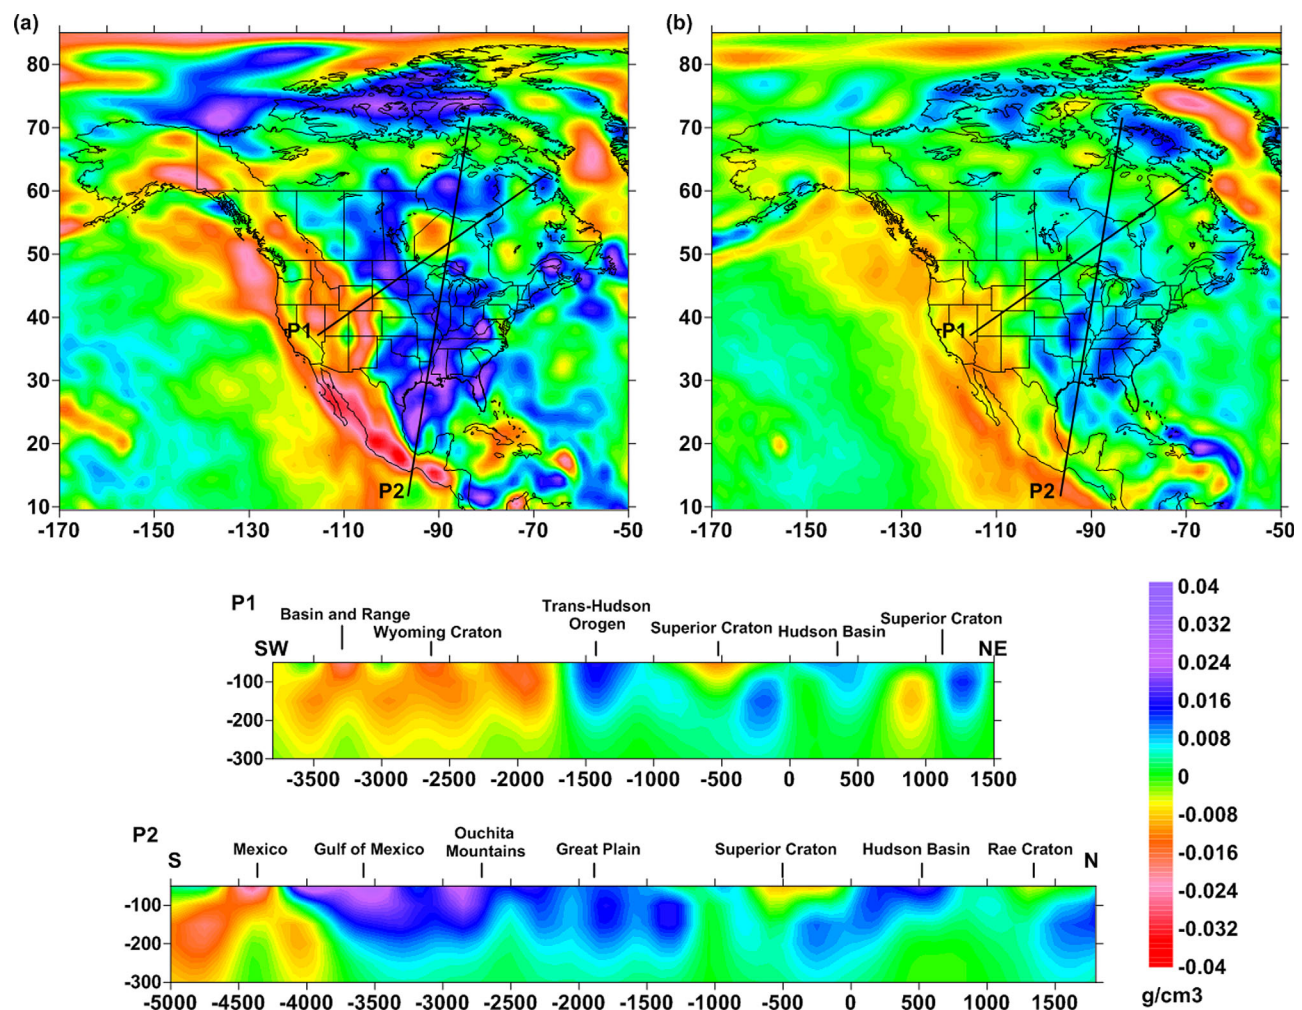 (a) (b)
80 80
70 70
60 60
50 50
40 40
P1 P1
30 30
20 20
P2 P2
10 10
-170 -150 -130 -110 -90 -70 -50 -170 -150 -130 -110 -90 -70 -50
P1
Basin and Range
Wyoming Craton
Trans-Hudson
Orogen
Superior Craton
Hudson Basin
Superior Craton
SW NE
-100
-200
-300
-3500 -3000 -2500 -2000 -1500 -1000 -500 0 500 1000 1500
P2
S
Mexico
Gulf of Mexico
Ouchita
Mountains
Great Plain
Superior Craton
Hudson Basin
Rae Craton
N
-100
-200
-300
-5000 -4500 -4000 -3500 -3000 -2500 -2000 -1500 -1000 -500 0 500 1000 1500
0.04
0.032
0.024
0.016
0.008
0
-0.008
-0.016
-0.024
-0.032
-0.04
g/cm3